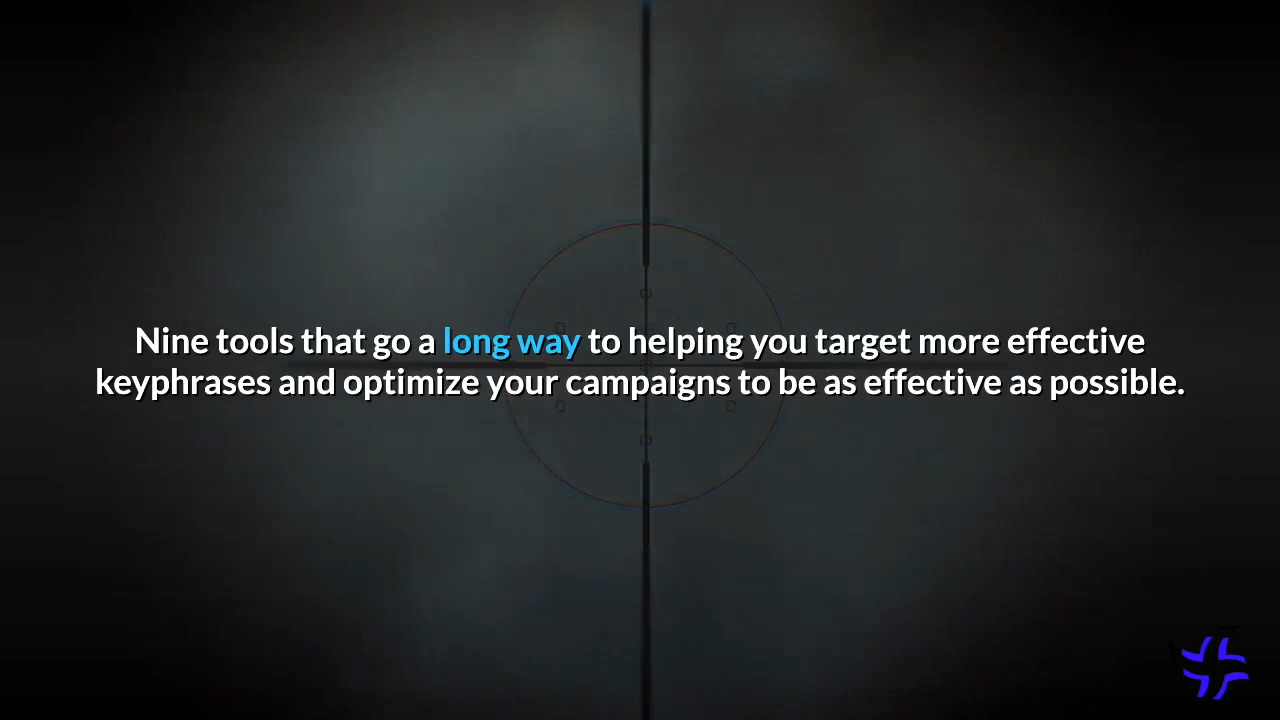 Nine tools that go a long way to helping you target more effective
keyphrases and optimize your campaigns to be as effective as possible.